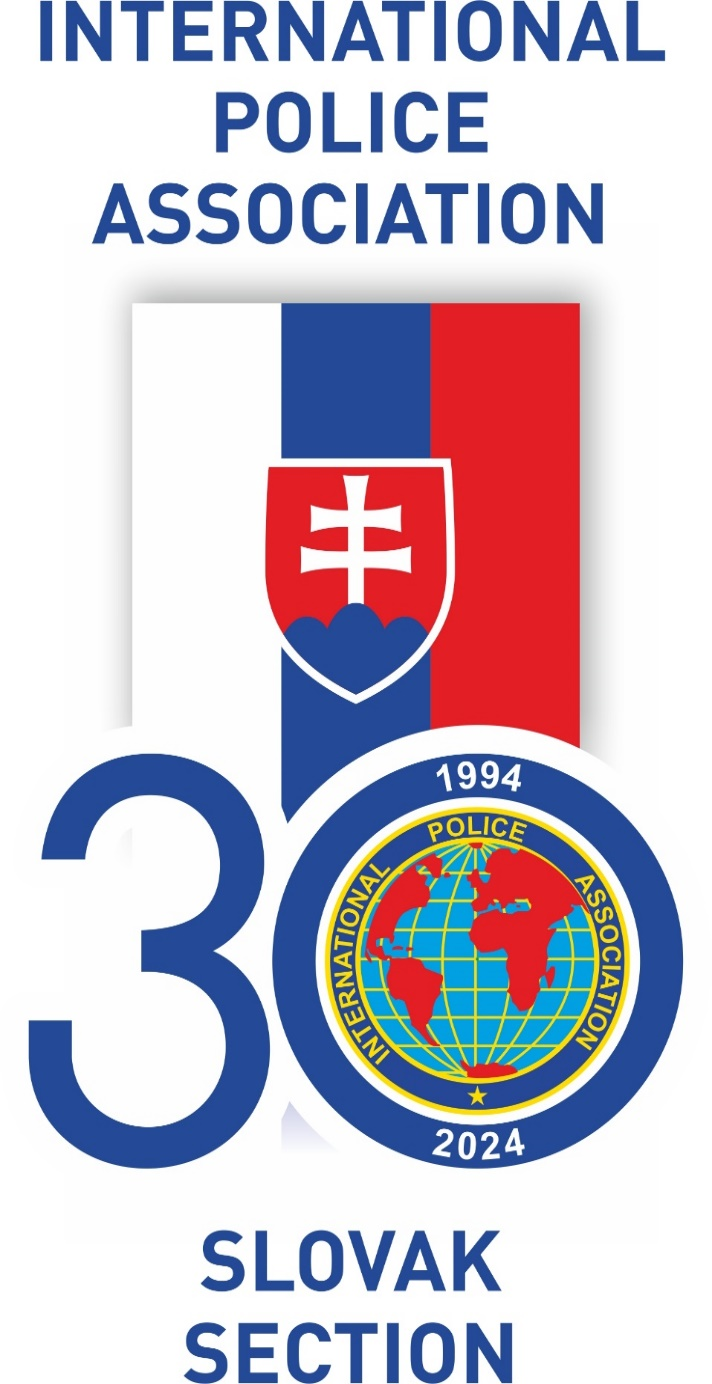 INTERNATIONAL
POLICE
ASSOCIATION
30
1994
INTERNATIONAL POLICE ASSOCIATION
2024
SLOVAK
SECTION